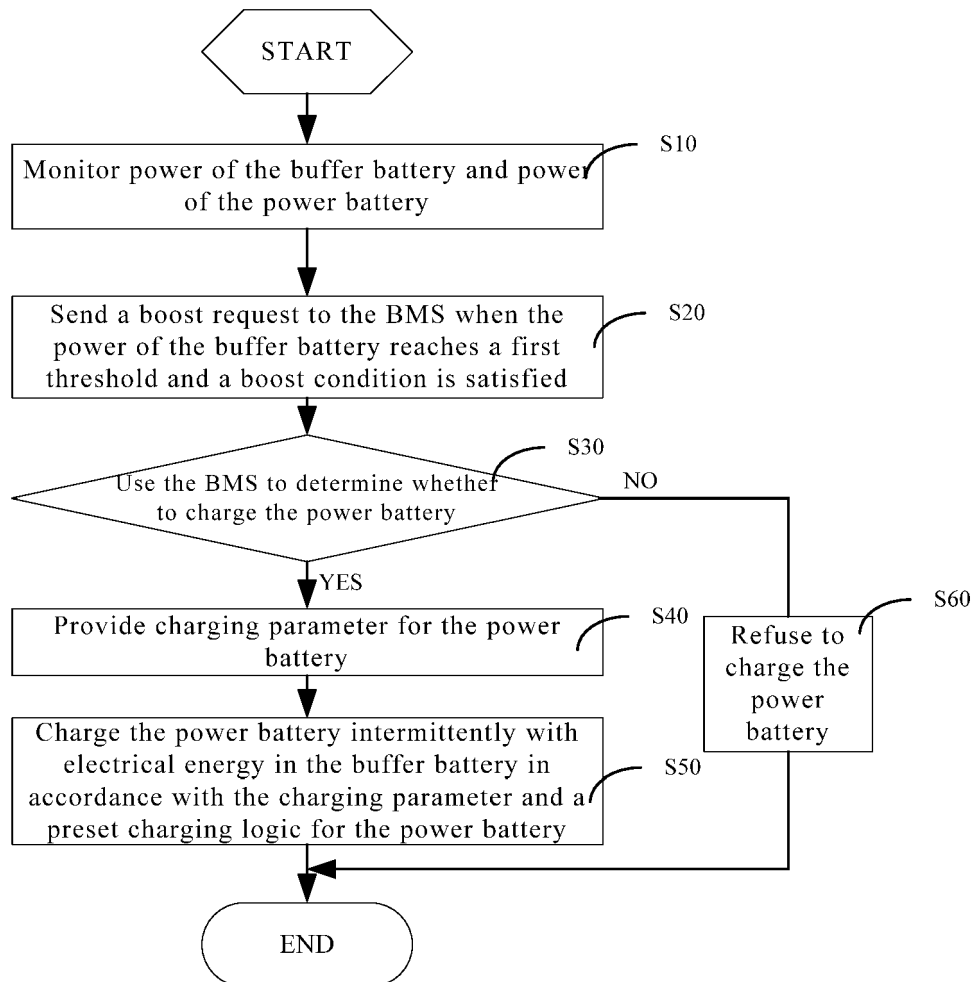 START
S10
Monitor power of the buffer battery and power
of the power battery
S20
Send a boost request to the BMS when the
power of the buffer battery reaches a first
threshold and a boost condition is satisfied
S30
Use the BMS to determine whether
to charge the power battery
NO
YES
S40
Provide charging parameter for the power
battery
S60
Refuse to
charge the
power
battery
S50
Charge the power battery intermittently with
electrical energy in the buffer battery in
accordance with the charging parameter and a
preset charging logic for the power battery
END